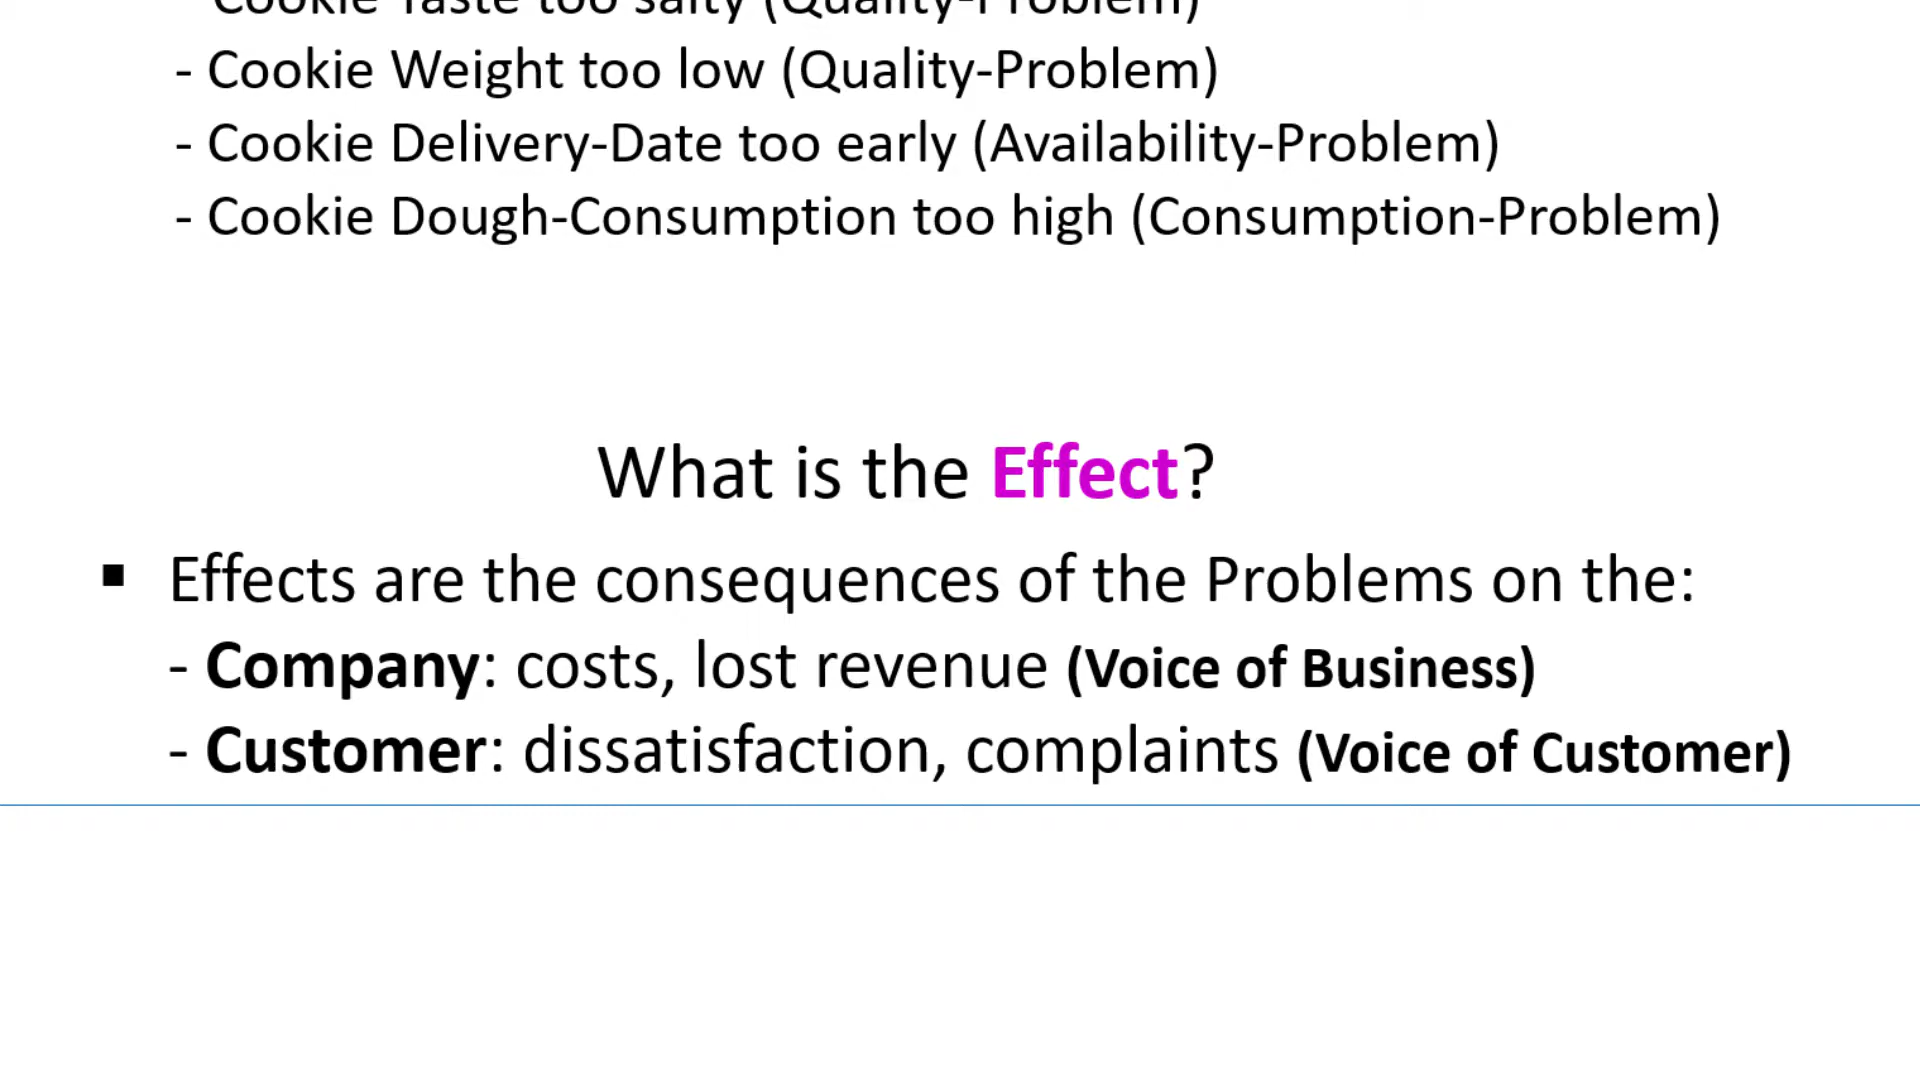 Cookie Taste too salty (Quality-Problem)
- Cookie Weight too low (Quality-Problem)
- Cookie Delivery-Date too early (Availability-Problem)
- Cookie Dough-Consumption too high (Consumption-Problem)
What is the Effect?
▪ Effects are the consequences of the Problems on the:
- Company: costs, lost revenue (Voice of Business)
- Customer: dissatisfaction, complaints (Voice of Customer)